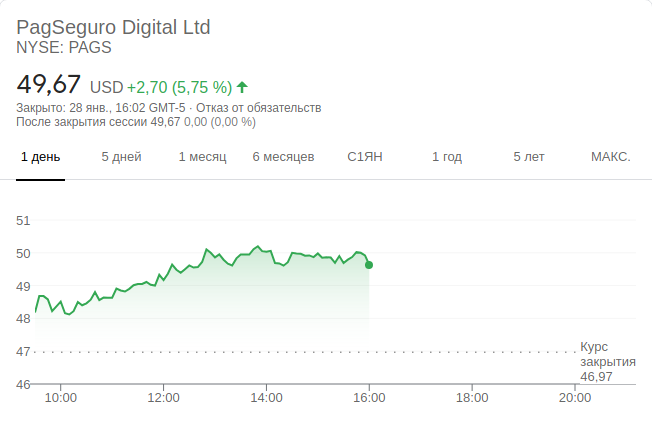 PagSeguro Digital Ltd
NYSE: PAGS
49,67 USD +2,70 (5,75 %)
Закрыто: 28 янв., 16:02 GMT-5 · Отказ от обязательств
После закрытия сессии 49,67 0,00 (0,00 %)
1 день 5 дней 1 месяц 6 месяцев С1ЯН 1 год 5 лет МАКС.
51
50
49
48
47
Курс
закрытия
46,97
46
10:00 12:00 14:00 16:00 18:00 20:00